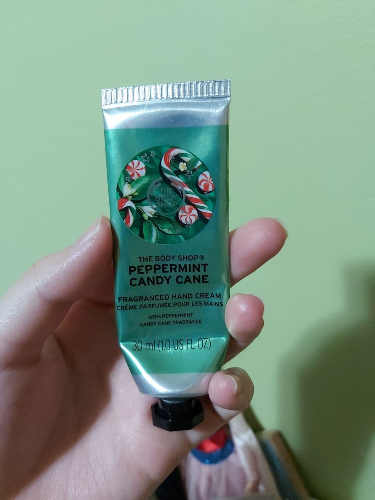 THE BODY SHOP®
PEPPERMINT
CANDY CANE
FRAGRANCED HAND CREAM
CRÈME PARFUMÉE POUR LES MAINS
WITH PEPPERMINT
CANDY CANE FRAGRANCE
30 ml (1.0 US FL OZ)